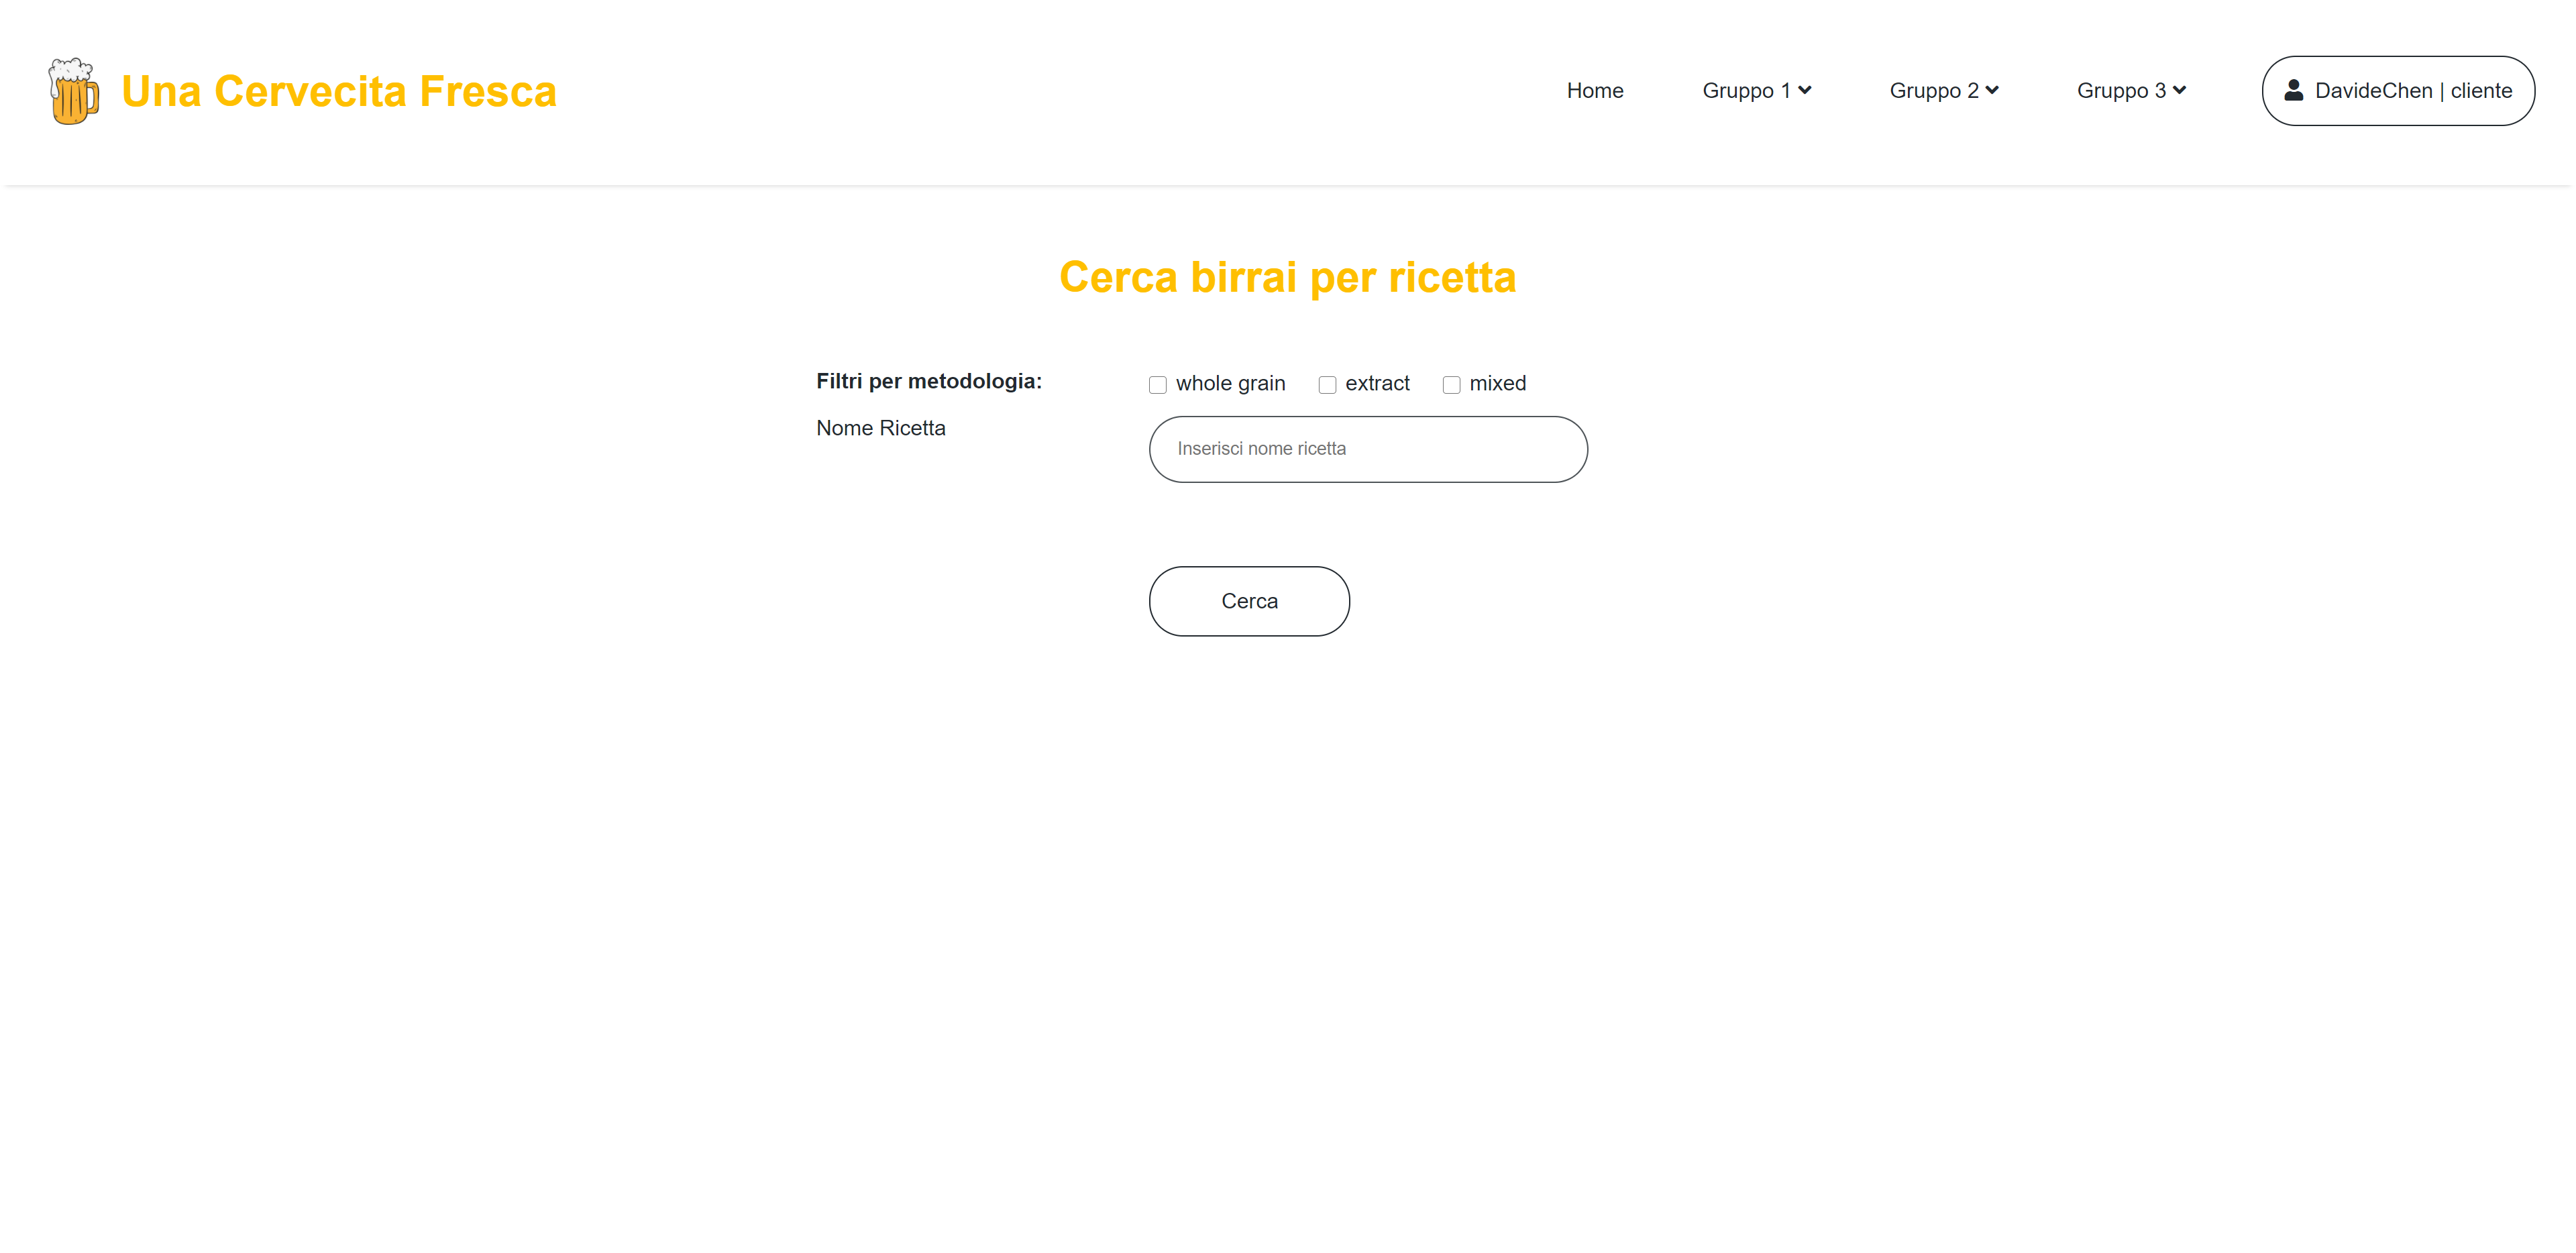 Una Cervecita Fresca
Home Gruppo 1 Gruppo 2 Gruppo 3 DavideChen | cliente
Cerca birrai per ricetta
Filtri per metodologia: whole grain extract mixed
Nome Ricetta Inserisci nome ricetta
Cerca